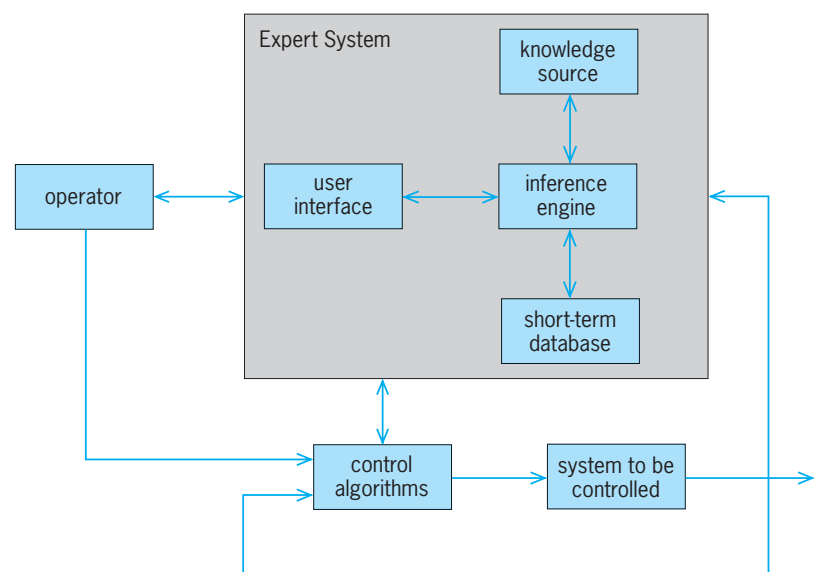 Expert System
knowledge
source
operator
user
interface
inference
engine
short-term
database
control
algorithms
system to be
controlled